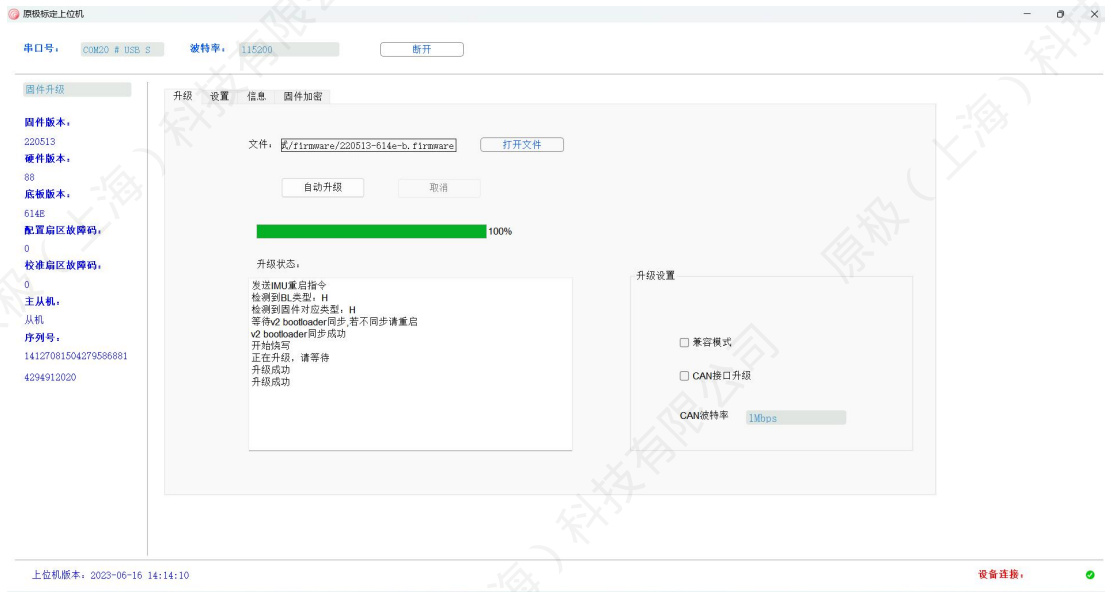 原极标定上位机
串口号： COM20 # USB S 波特率： 115200 断开
固件升级
升级 设置 信息 固件加密
固件版本：
220513
硬件版本：
88
底板版本：
614E
配置扇区故障码：
0
校准扇区故障码：
0
主从机：
从机
序列号：
14127081504279586881
4294912020
文件： 式/firmware/220513-614e-b.firmware 打开文件
自动升级 取消
100%
升级状态：
发送IMU重启指令
检测到BL类型：H
检测到固件对应类型：H
等待v2 bootloader同步,若不同步请重启
v2 bootloader同步成功
开始烧写
正在升级，请等待
升级成功
升级成功
升级设置
兼容模式
CAN接口升级
CAN波特率 1Mbps
上位机版本：2023-06-16 14:14:10 设备连接：
原极（上海）科技有限公司